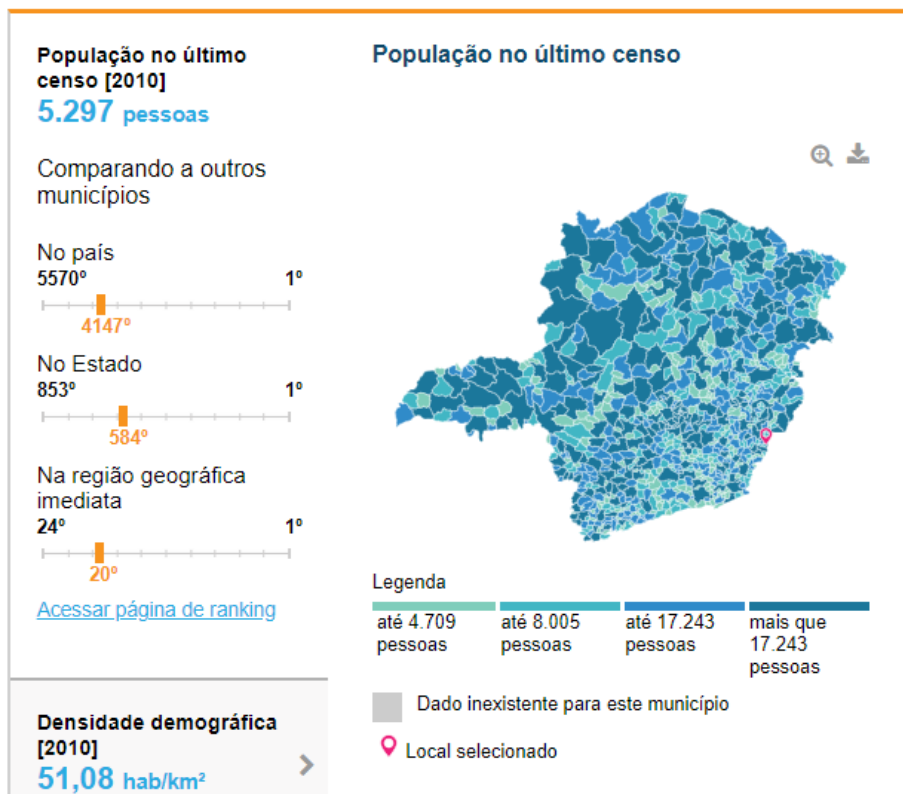 População no último
censo [2010]
5.297 pessoas
Comparando a outros
municípios
No país
5570º 1º
4147º
No Estado
853º 1º
584º
Na região geográfica
imediata
24º 1º
20º
Acessar página de ranking
Densidade demográfica
[2010]
51,08 hab/km²
População no último censo
Legenda
até 4.709
pessoas
até 8.005
pessoas
até 17.243
pessoas
mais que
17.243
pessoas
Dado inexistente para este município
Local selecionado